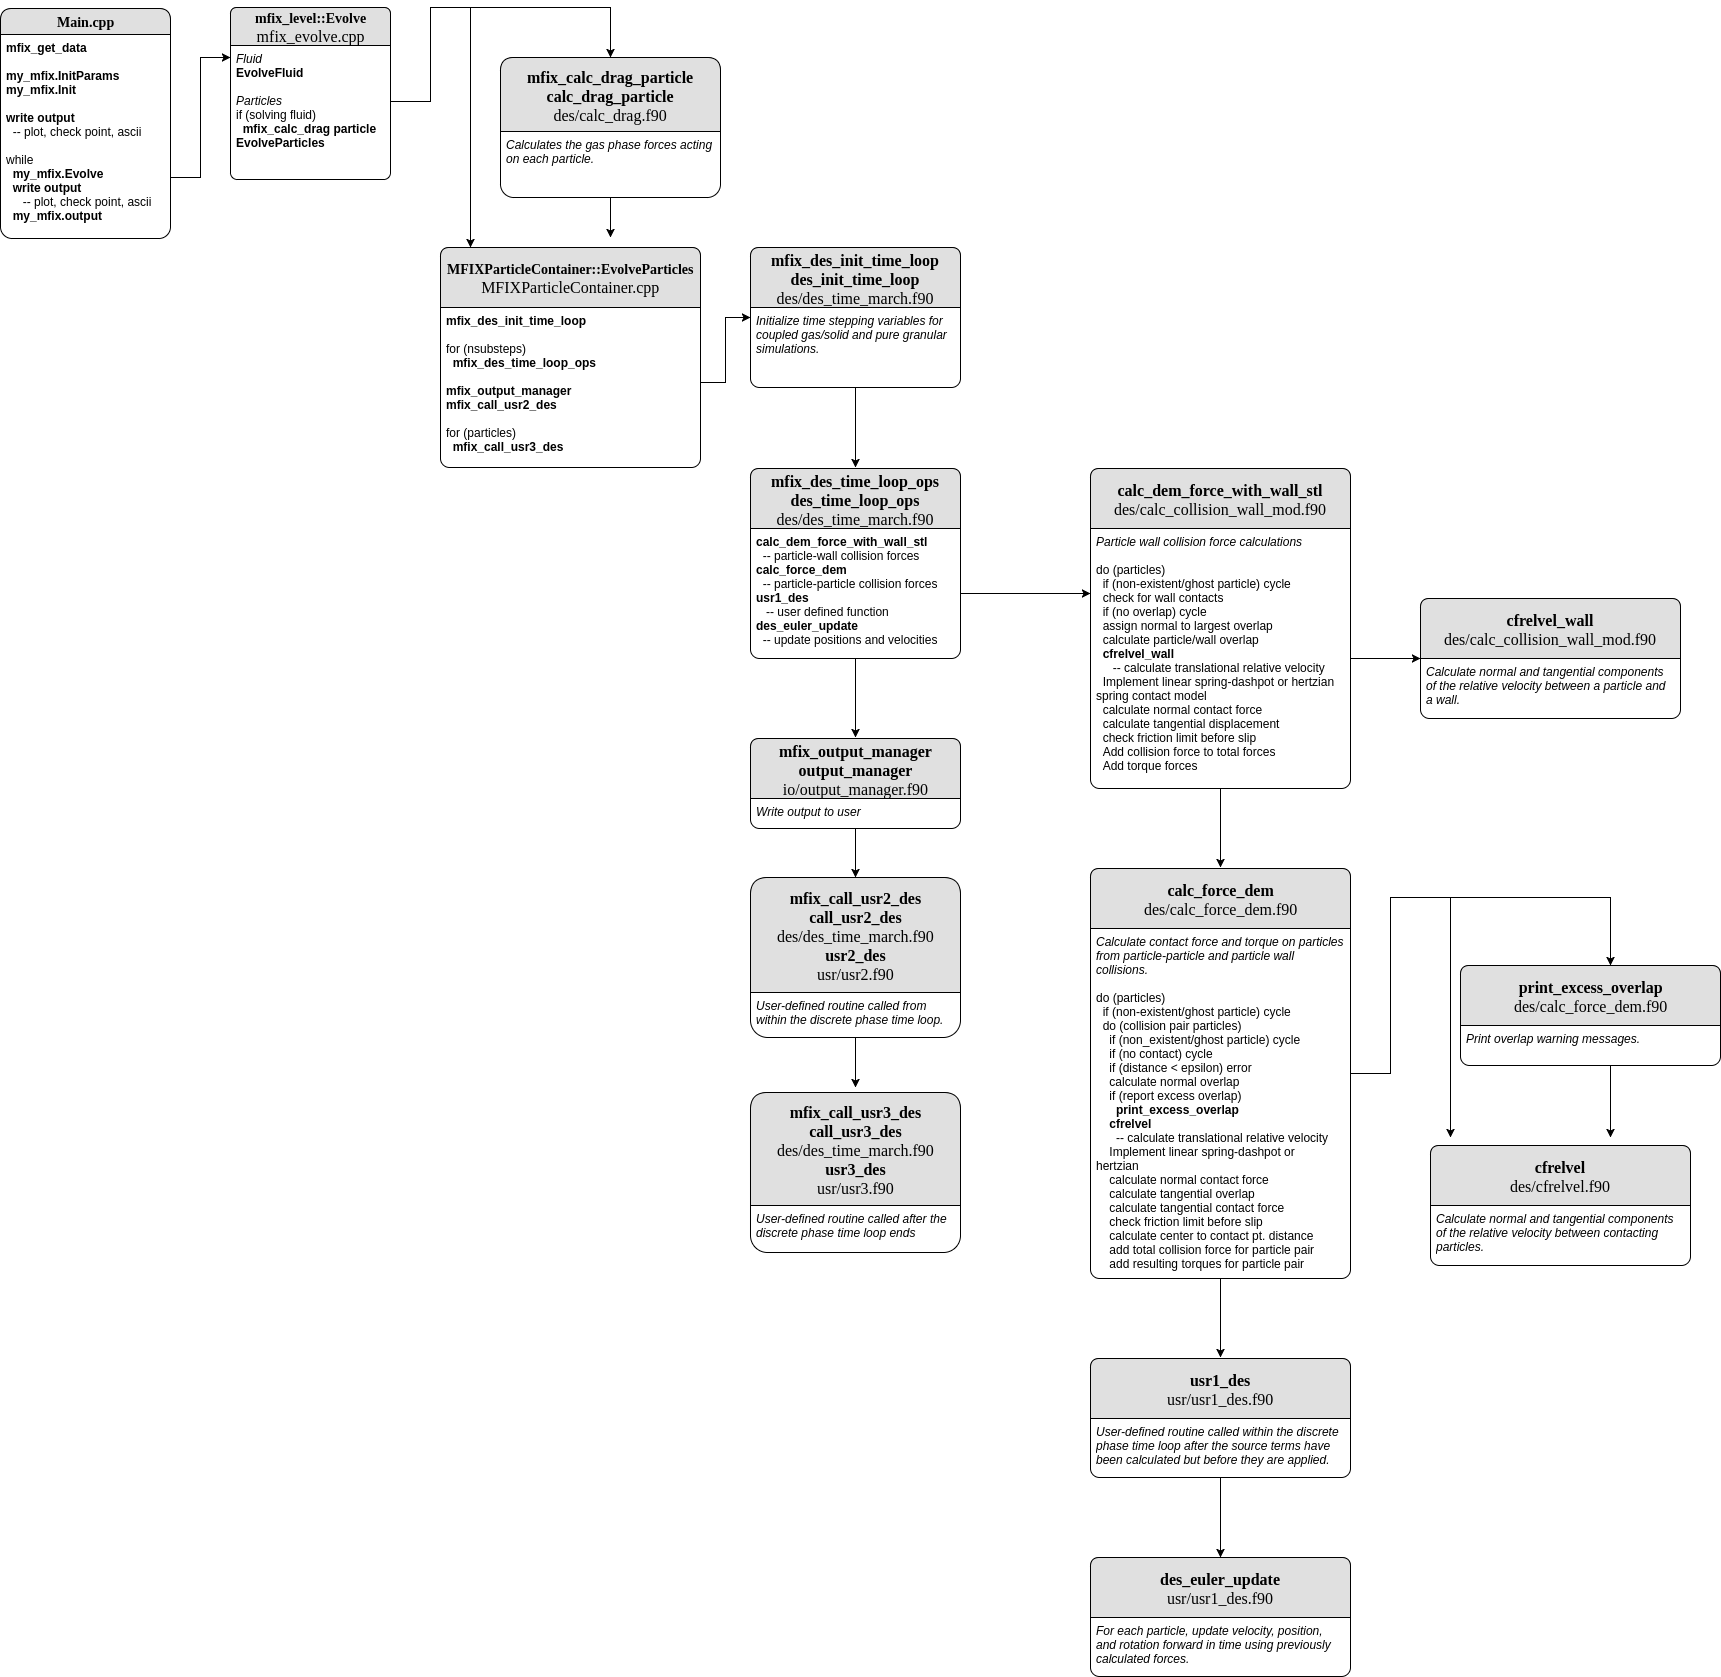 Main.cpp
mfix_get_data
my_mfix.InitParams
my_mfix.Init
write output
-- plot, check point, ascii
while
my_mfix.Evolve
write output
-- plot, check point, ascii
my_mfix.output
mfix_level::Evolve
mfix_evolve.cpp
Fluid
EvolveFluid
Particles
if (solving fluid)
mfix_calc_drag particle
EvolveParticles
mfix_calc_drag_particle
calc_drag_particle
des/calc_drag.f90
Calculates the gas phase forces acting
on each particle.
MFIXParticleContainer::EvolveParticles
MFIXParticleContainer.cpp
mfix_des_init_time_loop
for (nsubsteps)
mfix_des_time_loop_ops
mfix_output_manager
mfix_call_usr2_des
for (particles)
mfix_call_usr3_des
mfix_des_init_time_loop
des_init_time_loop
des/des_time_march.f90
Initialize time stepping variables for
coupled gas/solid and pure granular
simulations.
mfix_des_time_loop_ops
des_time_loop_ops
des/des_time_march.f90
calc_dem_force_with_wall_stl
-- particle-wall collision forces
calc_force_dem
-- particle-particle collision forces
usr1_des
-- user defined function
des_euler_update
-- update positions and velocities
mfix_output_manager
output_manager
io/output_manager.f90
Write output to user
mfix_call_usr2_des
call_usr2_des
des/des_time_march.f90
usr2_des
usr/usr2.f90
User-defined routine called from
within the discrete phase time loop.
mfix_call_usr3_des
call_usr3_des
des/des_time_march.f90
usr3_des
usr/usr3.f90
User-defined routine called after the
discrete phase time loop ends
calc_dem_force_with_wall_stl
des/calc_collision_wall_mod.f90
Particle wall collision force calculations
do (particles)
if (non-existent/ghost particle) cycle
check for wall contacts
if (no overlap) cycle
assign normal to largest overlap
calculate particle/wall overlap
cfrelvel_wall
-- calculate translational relative velocity
Implement linear spring-dashpot or hertzian
spring contact model
calculate normal contact force
calculate tangential displacement
check friction limit before slip
Add collision force to total forces
Add torque forces
cfrelvel_wall
des/calc_collision_wall_mod.f90
Calculate normal and tangential components
of the relative velocity between a particle and
a wall.
calc_force_dem
des/calc_force_dem.f90
Calculate contact force and torque on particles
from particle-particle and particle wall
collisions.
do (particles)
if (non-existent/ghost particle) cycle
do (collision pair particles)
if (non_existent/ghost particle) cycle
if (no contact) cycle
if (distance < epsilon) error
calculate normal overlap
if (report excess overlap)
print_excess_overlap
cfrelvel
-- calculate translational relative velocity
Implement linear spring-dashpot or
hertzian
calculate normal contact force
calculate tangential overlap
calculate tangential contact force
check friction limit before slip
calculate center to contact pt. distance
add total collision force for particle pair
add resulting torques for particle pair
print_excess_overlap
des/calc_force_dem.f90
Print overlap warning messages.
cfrelvel
des/cfrelvel.f90
Calculate normal and tangential components
of the relative velocity between contacting
particles.
usr1_des
usr/usr1_des.f90
User-defined routine called within the discrete
phase time loop after the source terms have
been calculated but before they are applied.
des_euler_update
usr/usr1_des.f90
For each particle, update velocity, position,
and rotation forward in time using previously
calculated forces.